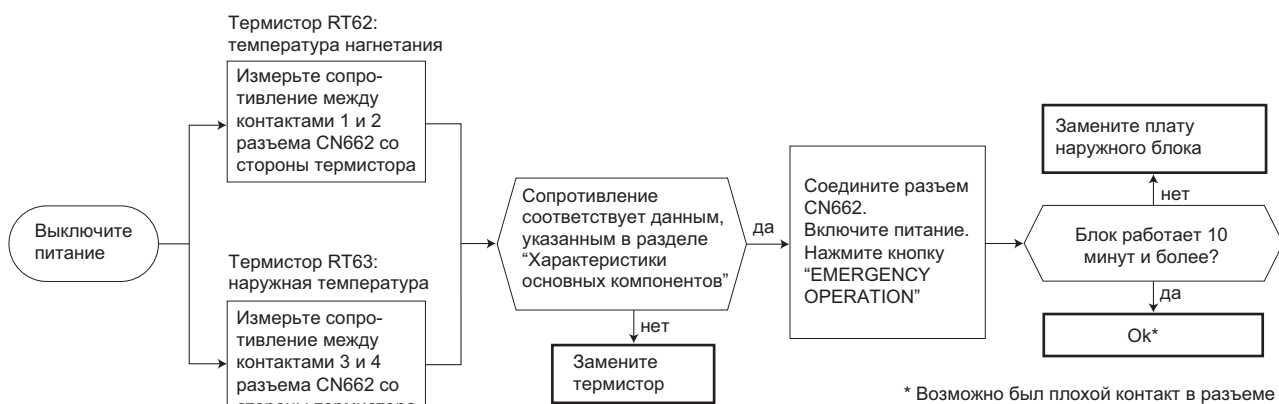 Выключите
питание
Термистор RT62:
температура нагнетания
Измерьте сопро-
тивление между
контактами 1 и 2
разъема CN662 со
стороны термистора
Термистор RT63:
наружная температура
Измерьте сопро-
тивление между
контактами 3 и 4
разъема CN662 со
стороны термистора
Сопротивление
соответствует данным,
указанным в разделе
“Характеристики
основных компонентов”
да
нет
Замените
термистор
Соедините разъем
CN662.
Включите питание.
Нажмите кнопку
“EMERGENCY
OPERATION”
Замените плату
наружного блока
нет
Блок работает 10
минут и более?
да
Ok*
* Возможно был плохой контакт в разъеме